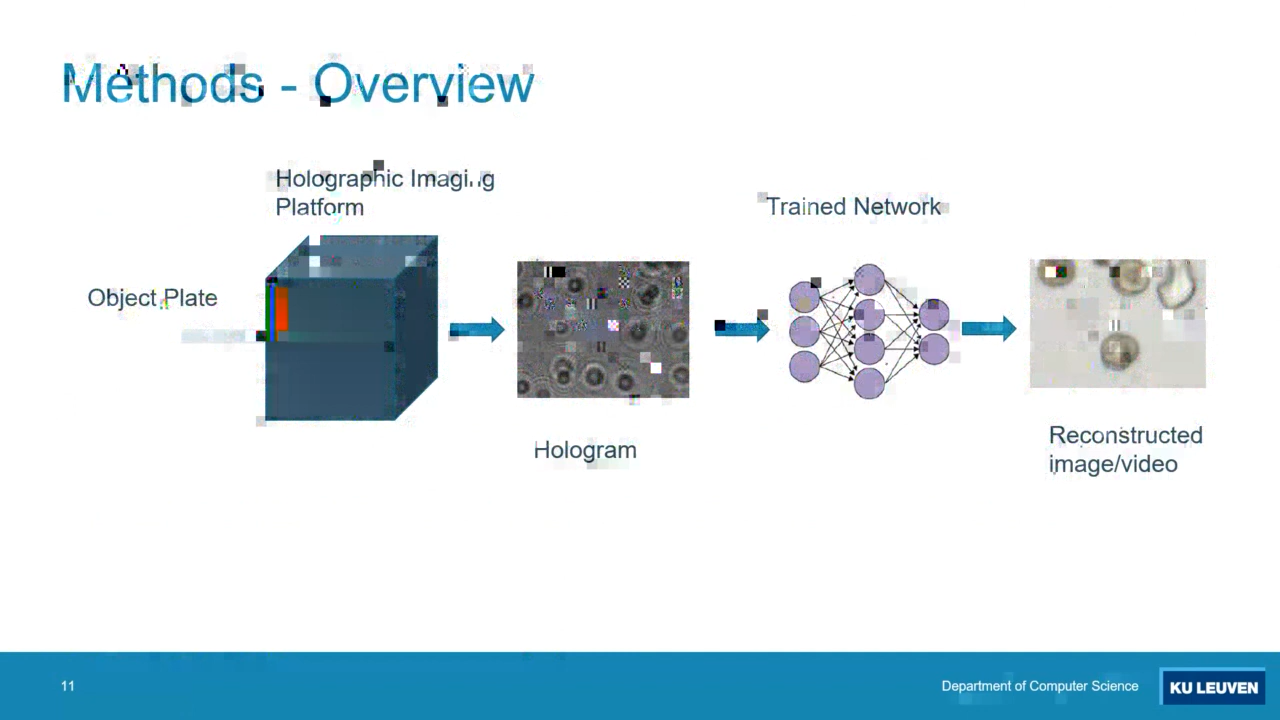 Methods - Overview
Holographic Imaging
Platform
Trained Network
Object Plate
Hologram
Reconstructed
image/video
11
Department of Computer Science
KU LEUVEN